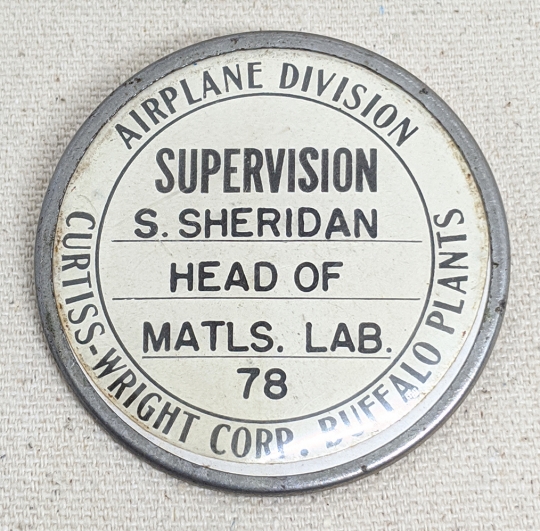 AIRPLANE DIVISION
SUPERVISION
S. SHERIDAN
HEAD OF
MATLS. LAB.
78
CURTISS-WRIGHT CORP. BUFFALO PLANTS